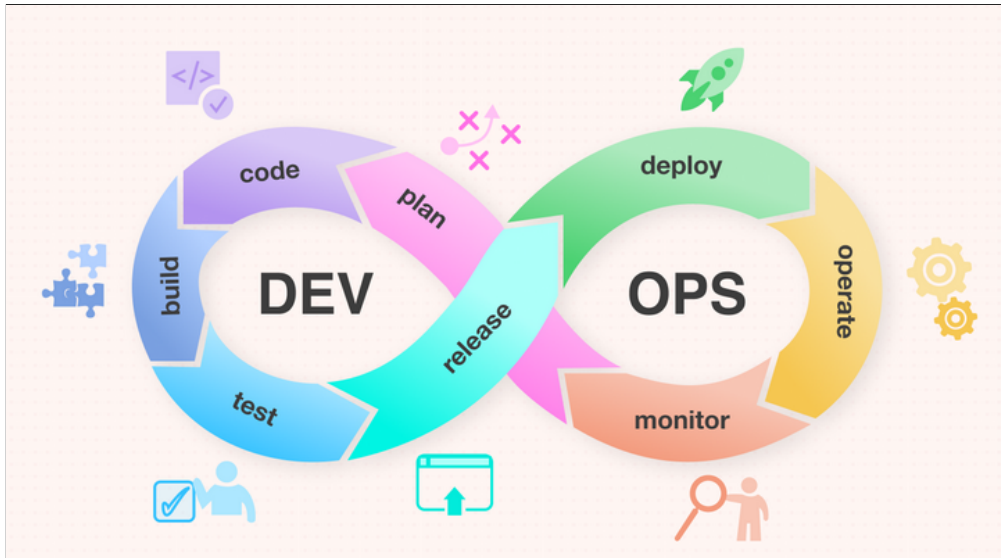 </>
code
plan
deploy
build
DEV
OPS
operate
release
test
monitor